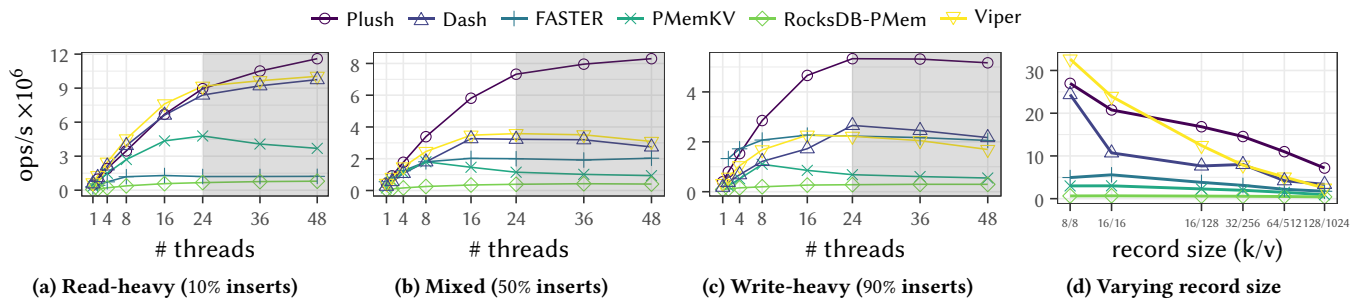 Plush Dash FASTER PMemKV RocksDB-PMem Viper
ops/s ×10⁶
12
9
6
3
0
1 4 8 16 24 36 48
# threads
(a) Read-heavy (10% inserts)
8
6
4
2
0
1 4 8 16 24 36 48
# threads
(b) Mixed (50% inserts)
4
2
0
1 4 8 16 24 36 48
# threads
(c) Write-heavy (90% inserts)
30
20
10
0
8/8 16/16 16/128 32/256 64/512 128/1024
record size (k/v)
(d) Varying record size